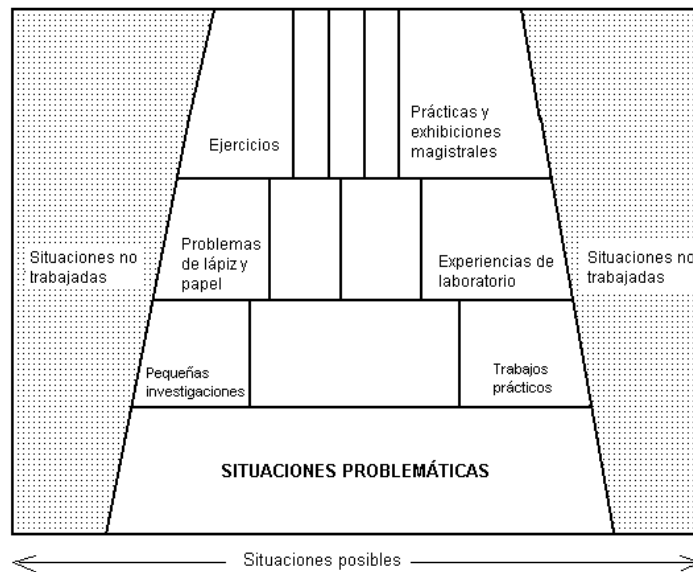 Ejercicios
Prácticas y
exhibiciones
magistrales
Situaciones no
trabajadas
Problemas
de lápiz y
papel
Experiencias de
laboratorio
Situaciones no
trabajadas
Pequeñas
investigaciones
Trabajos
prácticos
SITUACIONES PROBLEMÁTICAS
Situaciones posibles